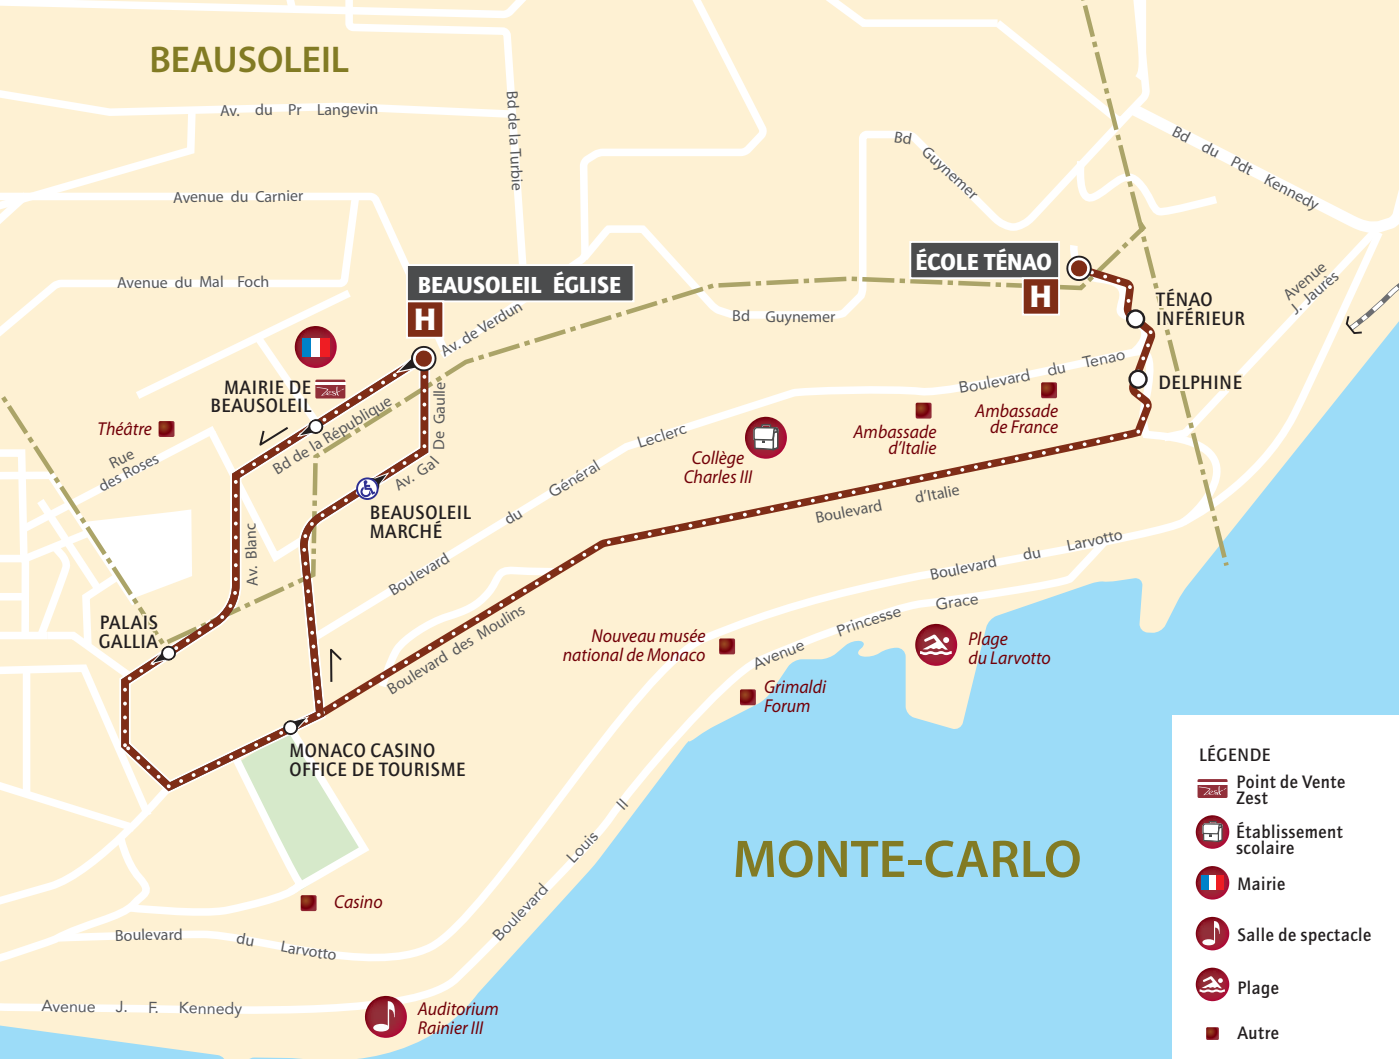 BEAUSOLEIL
Av. du Pr Langevin
Bd de la Turbie
Avenue du Carnier
Avenue du Mal Foch
BEAUSOLEIL ÉGLISE
H
Av. de Verdun
Bd Guynemer
Bd Guynemer
Bd du Pdt Kennedy
Avenue
J. Jaurès
ÉCOLE TÉNAO
H
TÉNAO
INFÉRIEUR
DELPHINE
Boulevard du Tenao
Ambassade
de France
Ambassade
d'Italie
Collège
Charles III
MAIRIE DE
BEAUSOLEIL
Zest
Théâtre
Rue
des Roses
Bd de la République
De Gaulle
Av. Gal
BEAUSOLEIL
MARCHÉ
Av. Blanc
Boulevard du Général Leclerc
Boulevard d'Italie
Boulevard du Larvotto
Avenue Princesse Grace
PALAIS
GALLIA
Boulevard des Moulins
Nouveau musée
national de Monaco
Grimaldi
Forum
Plage
du Larvotto
MONACO CASINO
OFFICE DE TOURISME
Casino
Boulevard Louis II
MONTE-CARLO
Boulevard du Larvotto
Avenue J. F. Kennedy
Auditorium
Rainier III
LÉGENDE
Zest
Point de Vente
Zest
Établissement
scolaire
Mairie
Salle de spectacle
Plage
Autre